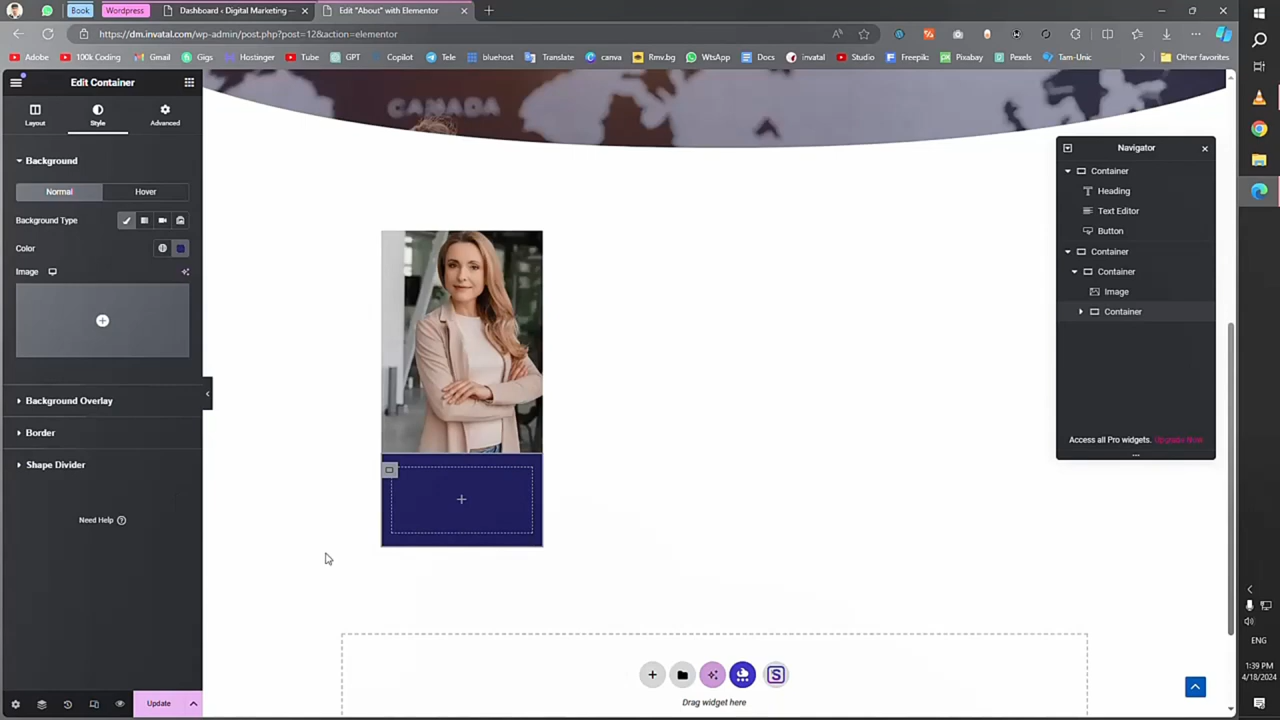 Book
Wordpress
Dashboard ‹ Digital Marketing —
Edit "About" with Elementor
https://dm.invatal.com/wp-admin/post.php?post=12&action=elementor
Youtube
100k Coding
Gmail
Gigs
Hostinger
Youtube
GPT
Copilot
Tele
bluehost
Translate
canva
Rmv.bg
WtsApp
Docs
invatal
Studio
Freepik:
Pixabay
Pexels
Tam-Unic
Other favorites
Edit Container
Layout
Style
Advanced
Background
Normal
Hover
Background Type
Color
Image
Background Overlay
Border
Shape Divider
Need Help
Update
CANADA
Navigator
Container
Heading
Text Editor
Button
Container
Container
Image
Container
Access all Pro widgets. Upgrade Now
Drag widget here
ENG
1:39 PM
4/18/2024